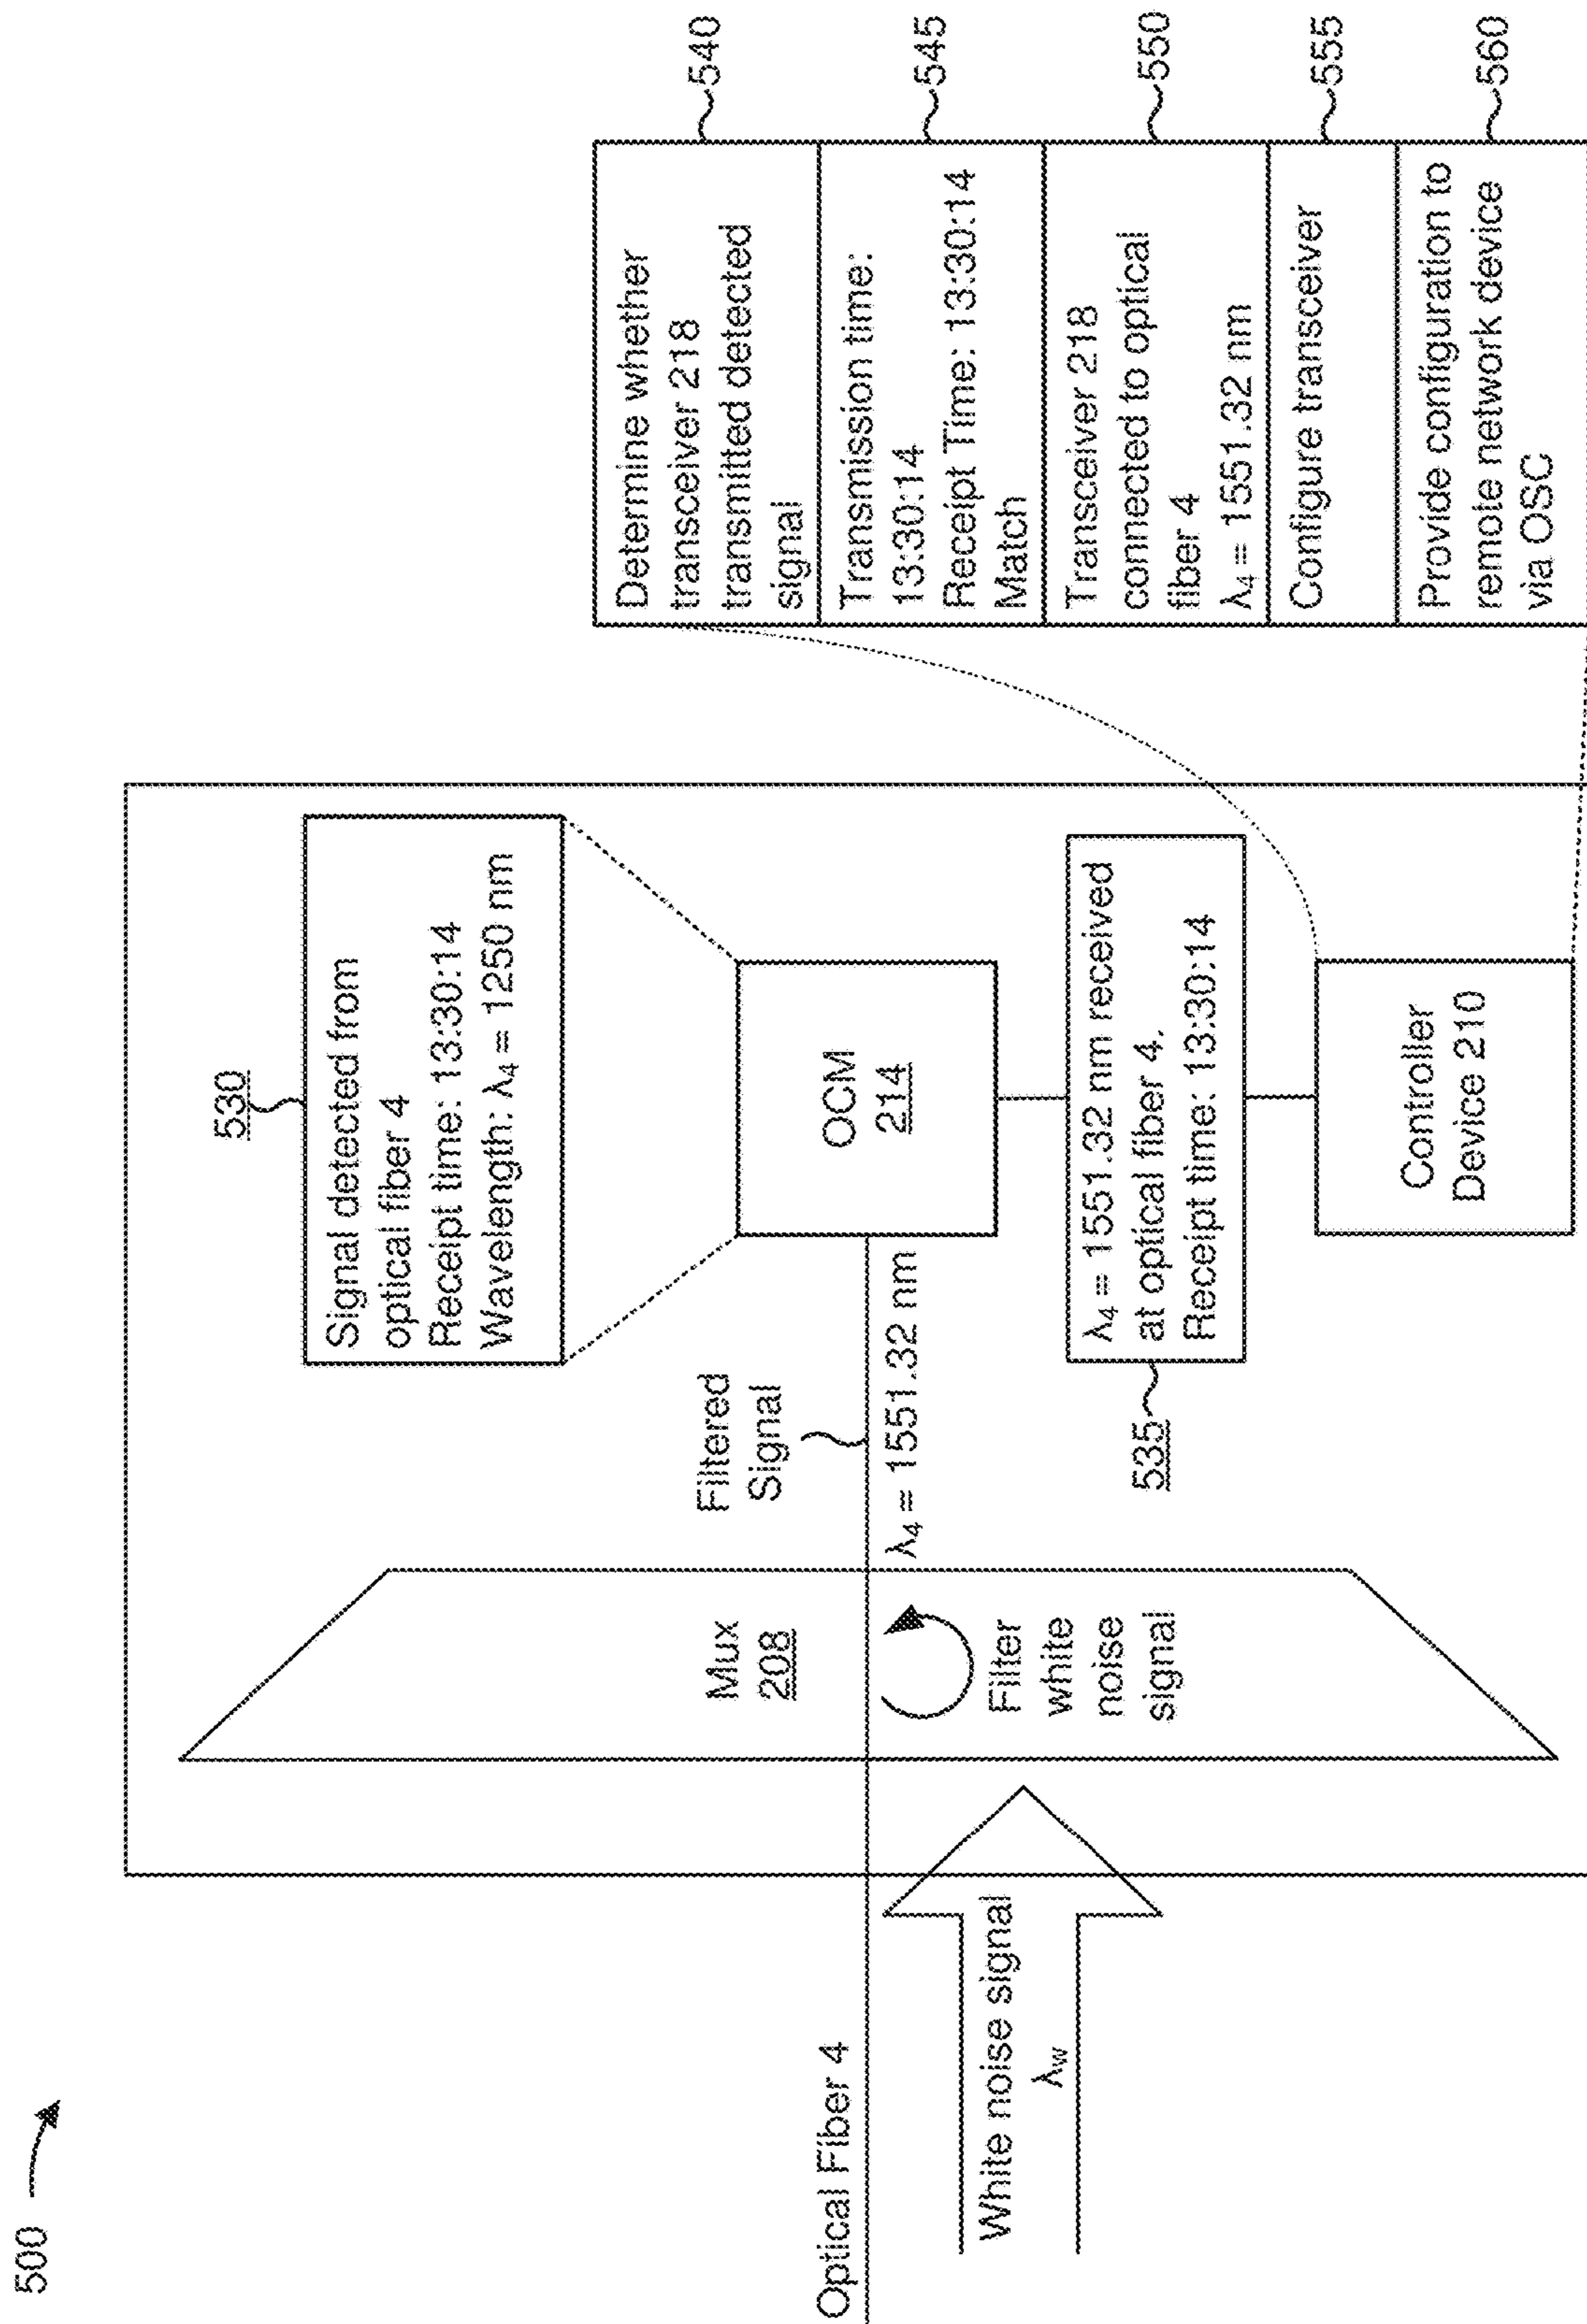 500
Optical Fiber 4
White noise signal
λw
Mux
208
Filter
white
noise
signal
Filtered
Signal
λ4 = 1551.32 nm
530
Signal detected from
optical fiber 4
Receipt time: 13:30:14
Wavelength: λ4 = 1250 nm
OCM
214
535
λ4 = 1551.32 nm received
at optical fiber 4.
Receipt time: 13:30:14
Controller
Device 210
Determine whether
transceiver 218
transmitted detected
signal
540
Transmission time:
13:30:14
Receipt Time: 13:30:14
Match
545
Transceiver 218
connected to optical
fiber 4
λ4 = 1551.32 nm
550
Configure transceiver
555
Provide configuration to
remote network device
via OSC
560